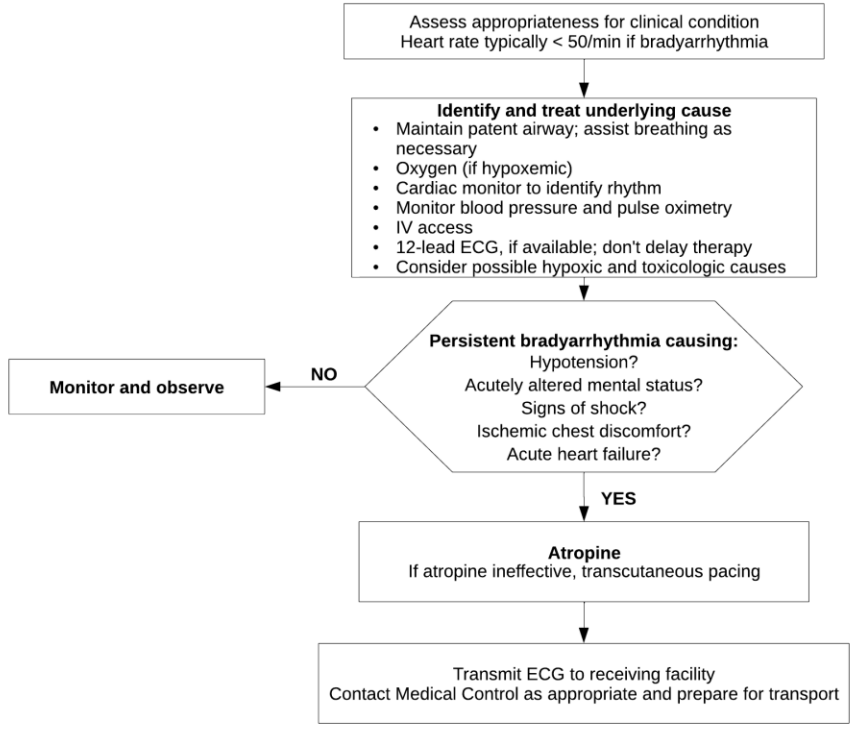 Assess appropriateness for clinical condition
Heart rate typically < 50/min if bradyarrhythmia
Identify and treat underlying cause
• Maintain patent airway; assist breathing as
necessary
• Oxygen (if hypoxemic)
• Cardiac monitor to identify rhythm
• Monitor blood pressure and pulse oximetry
• IV access
• 12-lead ECG, if available; don't delay therapy
• Consider possible hypoxic and toxicologic causes
Persistent bradyarrhythmia causing:
Hypotension?
Acutely altered mental status?
Signs of shock?
Ischemic chest discomfort?
Acute heart failure?
NO
Monitor and observe
YES
Atropine
If atropine ineffective, transcutaneous pacing
Transmit ECG to receiving facility
Contact Medical Control as appropriate and prepare for transport